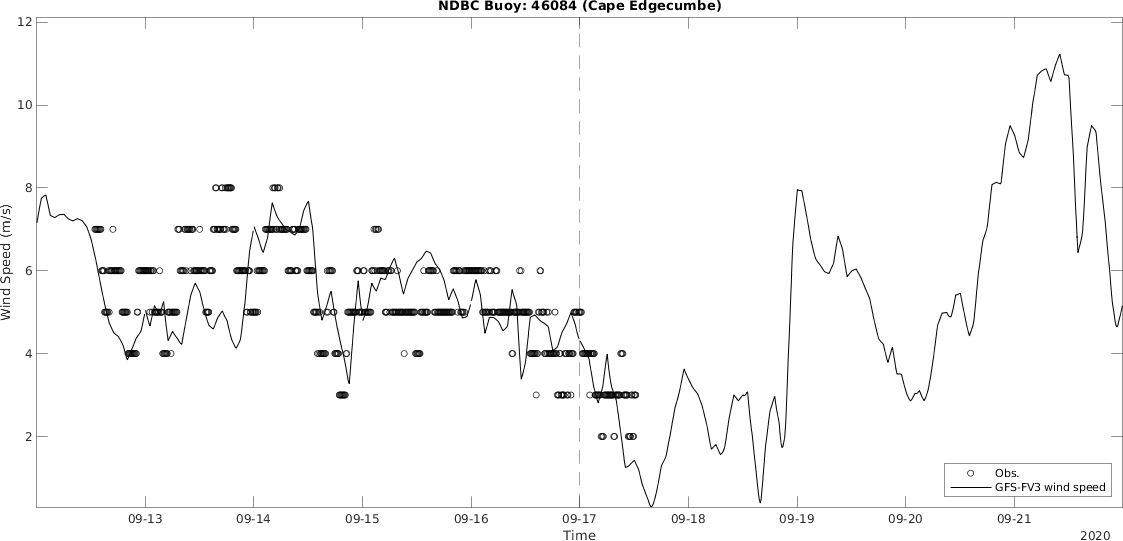 NDBC Buoy: 46084 (Cape Edgecumbe)
12
10
8
6
4
2
Wind Speed (m/s)
Obs.
GFS-FV3 wind speed
09-13 09-14 09-15 09-16 09-17 09-18 09-19 09-20 09-21
Time
2020